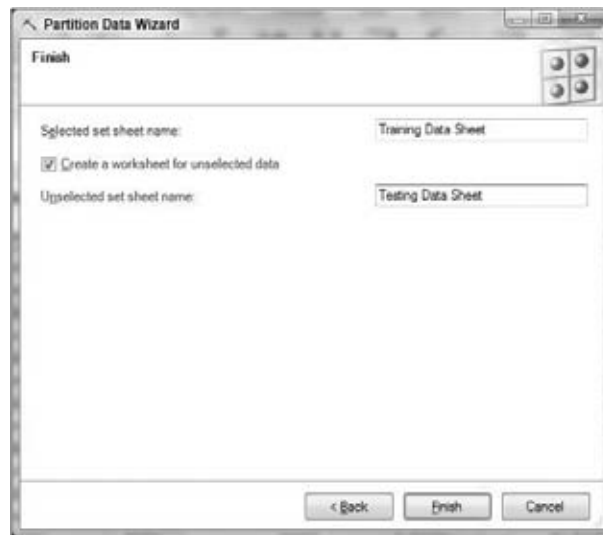 Partition Data Wizard
Finish
Selected set sheet name:
Training Data Sheet
Create a worksheet for unselected data
Unselected set sheet name:
Testing Data Sheet
< Back
Finish
Cancel